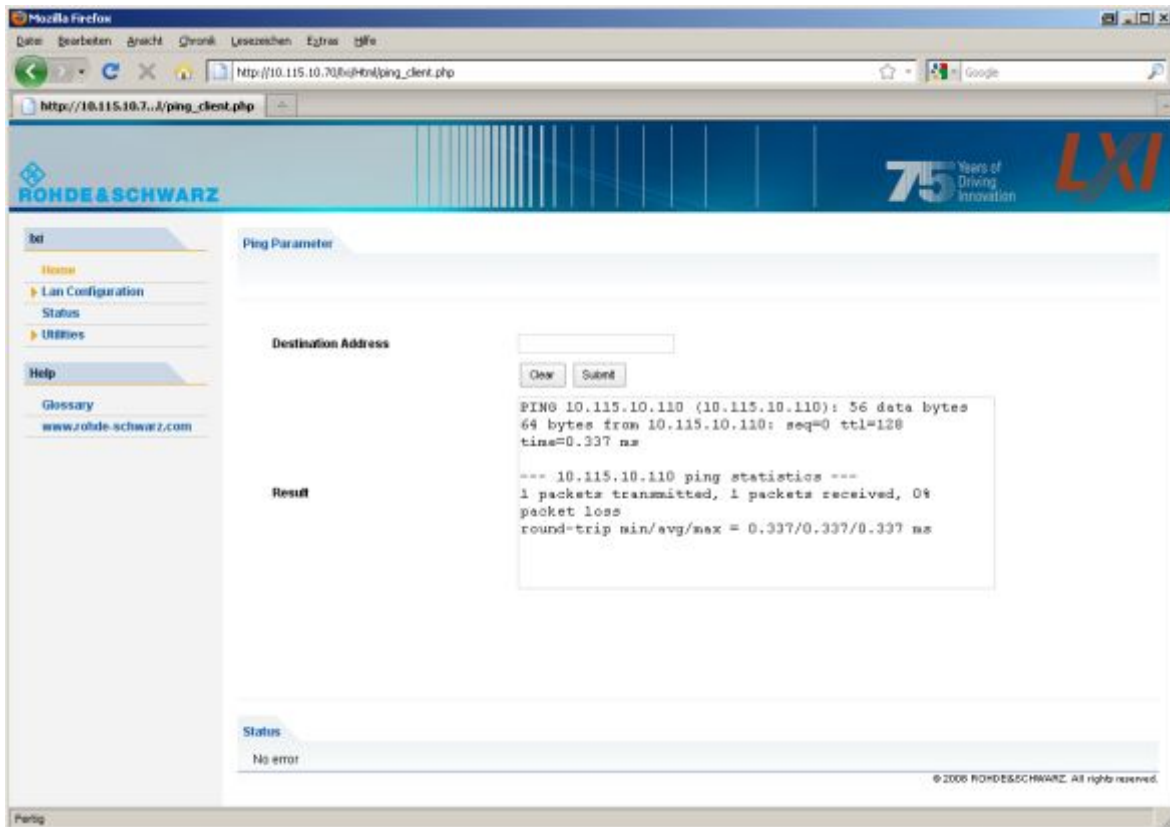 Mozilla Firefox
Datei Bearbeiten Ansicht Chronik Lesezeichen Extras Hilfe
http://10.115.10.70/lxi/Html/ping_client.php
Google
http://10.115.10.7.../ping_client.php
ROHDE&SCHWARZ
75 Years of
Driving
Innovation
LXI
lxi
Home
Lan Configuration
Status
Utilities
Help
Glossary
www.rohde-schwarz.com
Ping Parameter
Destination Address
Clear Submit
Result
PING 10.115.10.110 (10.115.10.110): 56 data bytes
64 bytes from 10.115.10.110: seq=0 ttl=128
time=0.337 ms
--- 10.115.10.110 ping statistics ---
1 packets transmitted, 1 packets received, 0%
packet loss
round-trip min/avg/max = 0.337/0.337/0.337 ms
Status
No error
© 2008 ROHDE&SCHWARZ. All rights reserved.
Fertig